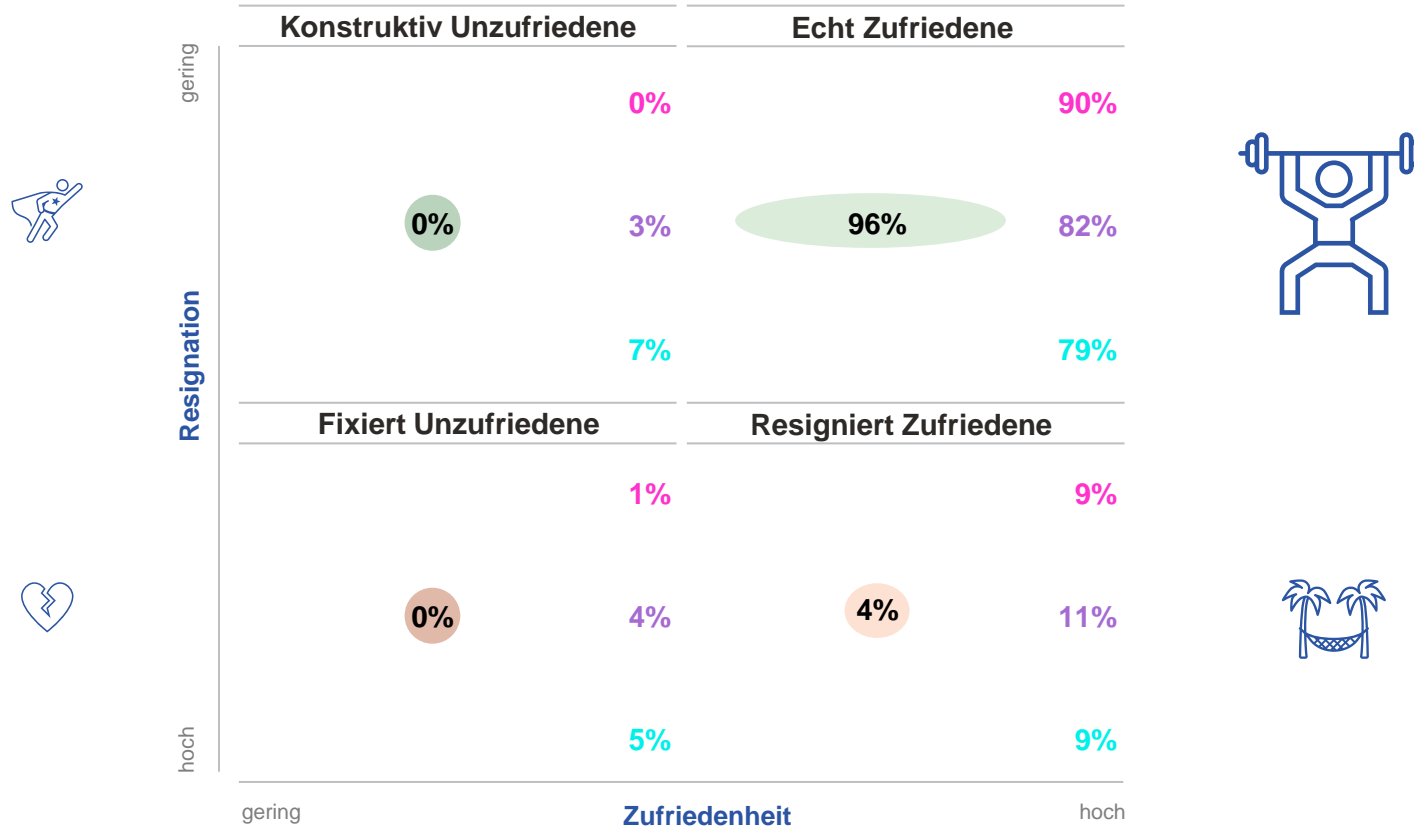 Konstruktiv Unzufriedene
Echt Zufriedene
gering
0%
90%
0%
3%
96%
82%
7%
79%
Resignation
Fixiert Unzufriedene
Resigniert Zufriedene
1%
9%
0%
4%
4%
11%
5%
9%
hoch
gering
Zufriedenheit
hoch